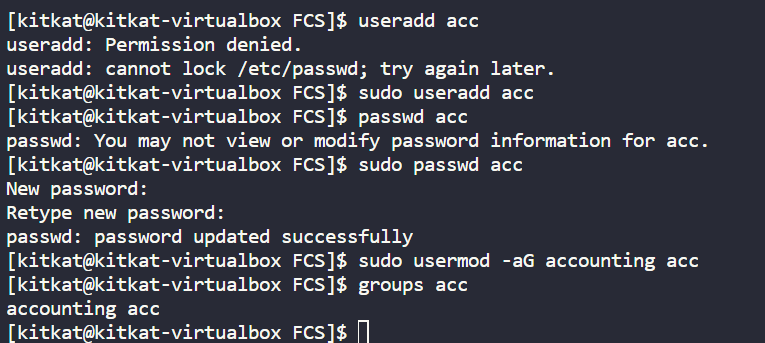 [kitkat@kitkat-virtualbox FCS]$ useradd acc
useradd: Permission denied.
useradd: cannot lock /etc/passwd; try again later.
[kitkat@kitkat-virtualbox FCS]$ sudo useradd acc
[kitkat@kitkat-virtualbox FCS]$ passwd acc
passwd: You may not view or modify password information for acc.
[kitkat@kitkat-virtualbox FCS]$ sudo passwd acc
New password:
Retype new password:
passwd: password updated successfully
[kitkat@kitkat-virtualbox FCS]$ sudo usermod -aG accounting acc
[kitkat@kitkat-virtualbox FCS]$ groups acc
accounting acc
[kitkat@kitkat-virtualbox FCS]$